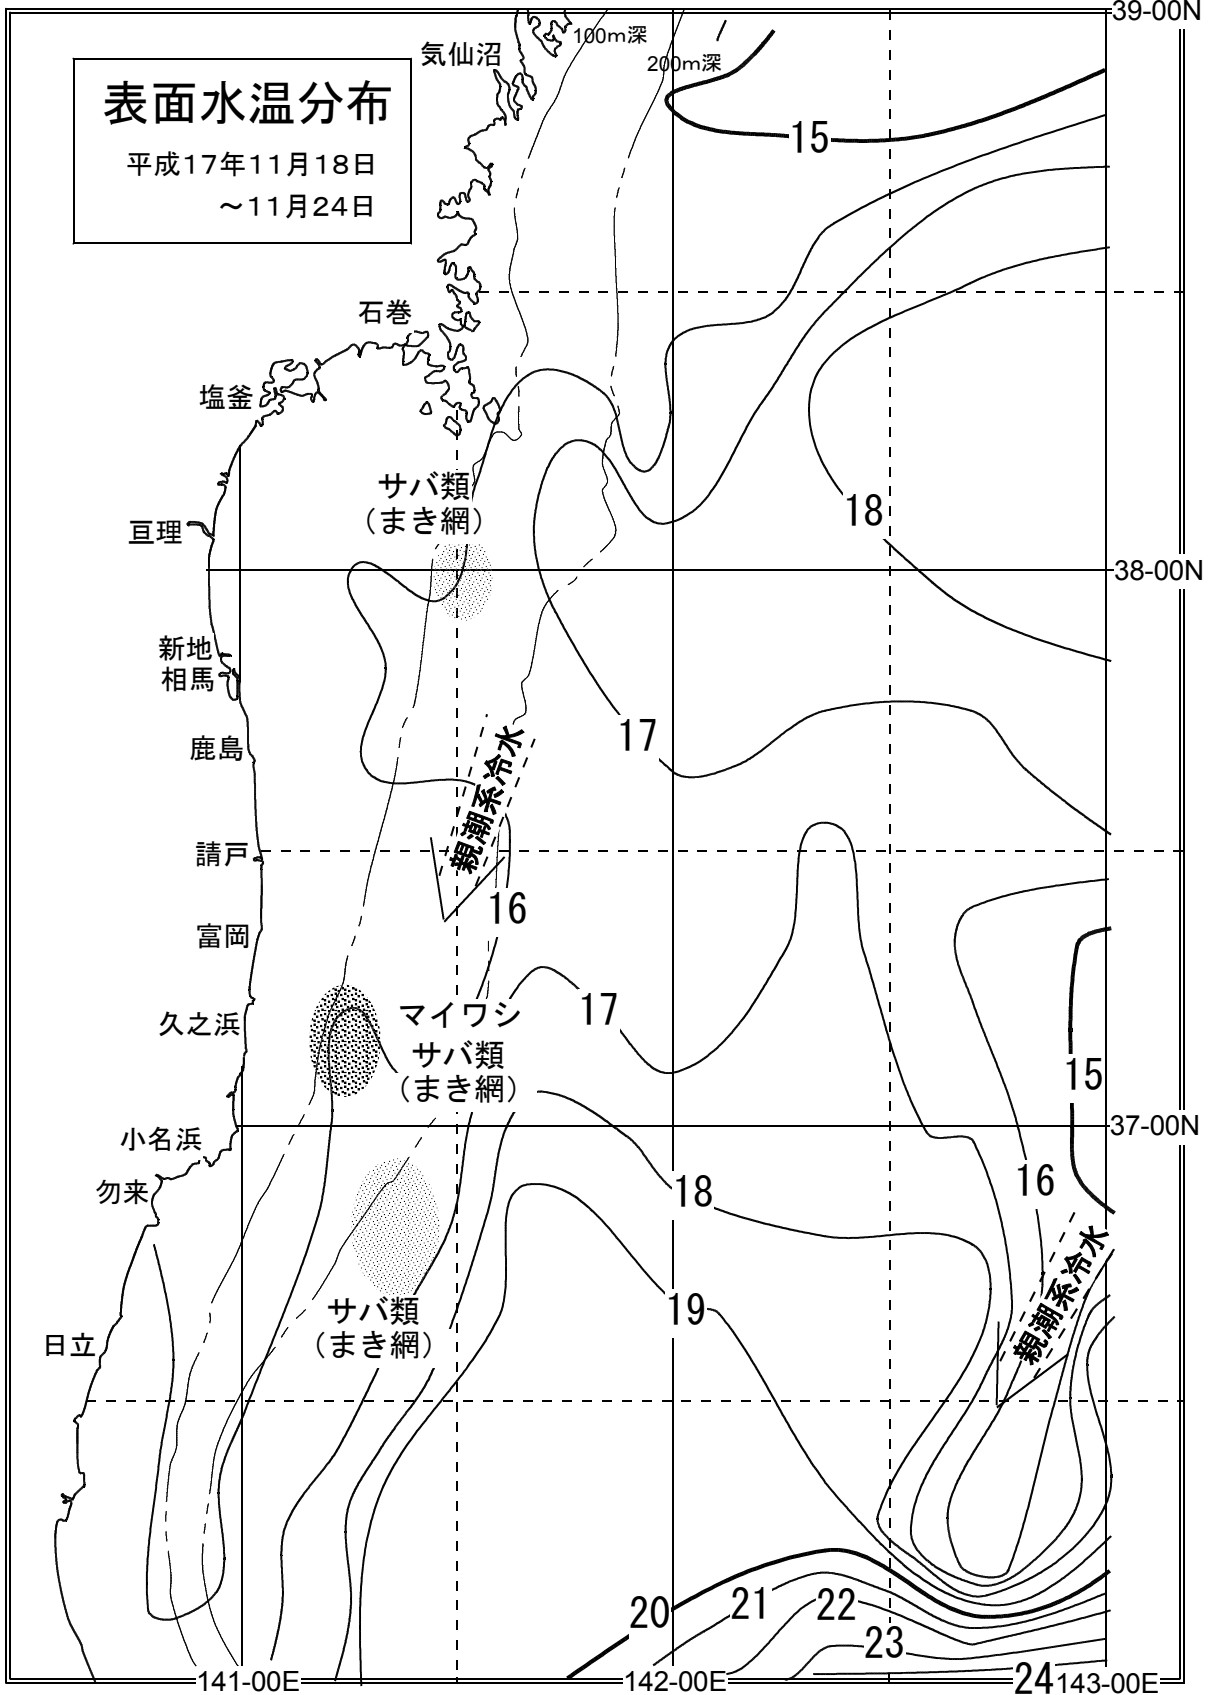 39-00N
100m深
気仙沼
200m深
表面水温分布
平成17年11月18日
～11月24日
15
石巻
塩釜
サバ類
（まき網）
18
亘理
38-00N
新地
相馬
17
鹿島
親潮系冷水
請戸
16
富岡
マイワシ
17
久之浜
サバ類
（まき網）
15
37-00N
小名浜
16
勿来
18
親潮系冷水
19
サバ類
（まき網）
日立
20
21
22
23
141-00E
142-00E
24
143-00E